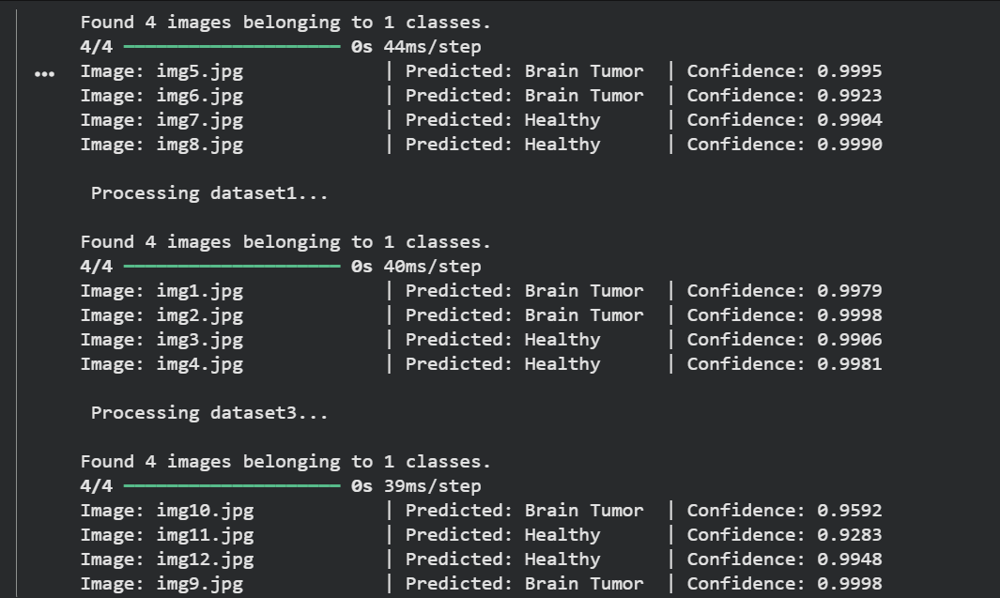 Found 4 images belonging to 1 classes.
4/4 ━━━━━━━━━━━━━━━━━━━━ 0s 44ms/step
Image: img5.jpg | Predicted: Brain Tumor | Confidence: 0.9995
Image: img6.jpg | Predicted: Brain Tumor | Confidence: 0.9923
Image: img7.jpg | Predicted: Healthy | Confidence: 0.9904
Image: img8.jpg | Predicted: Healthy | Confidence: 0.9990
Processing dataset1...
Found 4 images belonging to 1 classes.
4/4 ━━━━━━━━━━━━━━━━━━━━ 0s 40ms/step
Image: img1.jpg | Predicted: Brain Tumor | Confidence: 0.9979
Image: img2.jpg | Predicted: Brain Tumor | Confidence: 0.9998
Image: img3.jpg | Predicted: Healthy | Confidence: 0.9906
Image: img4.jpg | Predicted: Healthy | Confidence: 0.9981
Processing dataset3...
Found 4 images belonging to 1 classes.
4/4 ━━━━━━━━━━━━━━━━━━━━ 0s 39ms/step
Image: img10.jpg | Predicted: Brain Tumor | Confidence: 0.9592
Image: img11.jpg | Predicted: Healthy | Confidence: 0.9283
Image: img12.jpg | Predicted: Healthy | Confidence: 0.9948
Image: img9.jpg | Predicted: Brain Tumor | Confidence: 0.9998